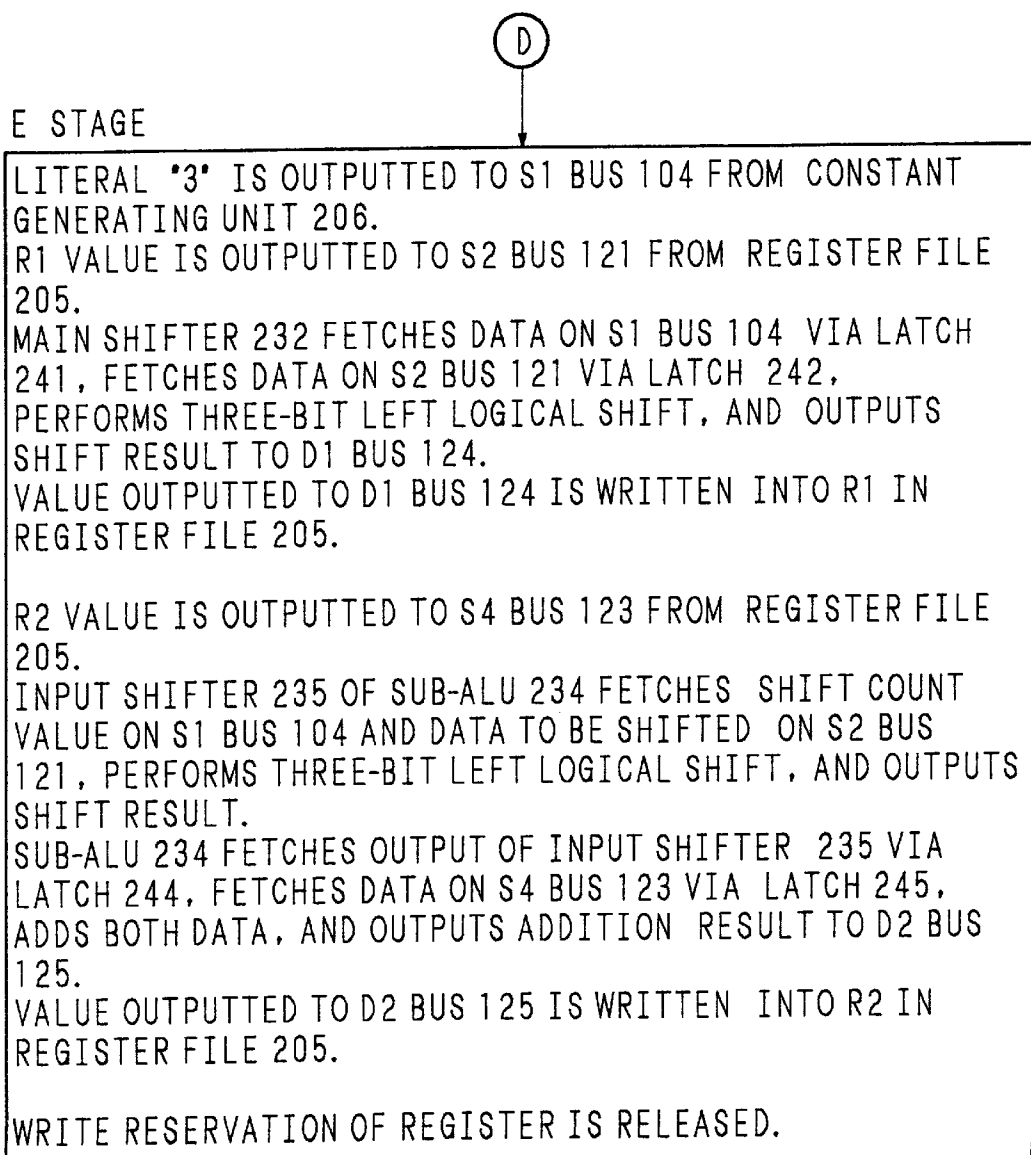 D
E STAGE
LITERAL "3" IS OUTPUTTED TO S1 BUS 104 FROM CONSTANT
GENERATING UNIT 206.
R1 VALUE IS OUTPUTTED TO S2 BUS 121 FROM REGISTER FILE
205.
MAIN SHIFTER 232 FETCHES DATA ON S1 BUS 104 VIA LATCH
241, FETCHES DATA ON S2 BUS 121 VIA LATCH 242,
PERFORMS THREE-BIT LEFT LOGICAL SHIFT, AND OUTPUTS
SHIFT RESULT TO D1 BUS 124.
VALUE OUTPUTTED TO D1 BUS 124 IS WRITTEN INTO R1 IN
REGISTER FILE 205.
R2 VALUE IS OUTPUTTED TO S4 BUS 123 FROM REGISTER FILE
205.
INPUT SHIFTER 235 OF SUB-ALU 234 FETCHES SHIFT COUNT
VALUE ON S1 BUS 104 AND DATA TO BE SHIFTED ON S2 BUS
121, PERFORMS THREE-BIT LEFT LOGICAL SHIFT, AND OUTPUTS
SHIFT RESULT.
SUB-ALU 234 FETCHES OUTPUT OF INPUT SHIFTER 235 VIA
LATCH 244, FETCHES DATA ON S4 BUS 123 VIA LATCH 245,
ADDS BOTH DATA, AND OUTPUTS ADDITION RESULT TO D2 BUS
125.
VALUE OUTPUTTED TO D2 BUS 125 IS WRITTEN INTO R2 IN
REGISTER FILE 205.
WRITE RESERVATION OF REGISTER IS RELEASED.